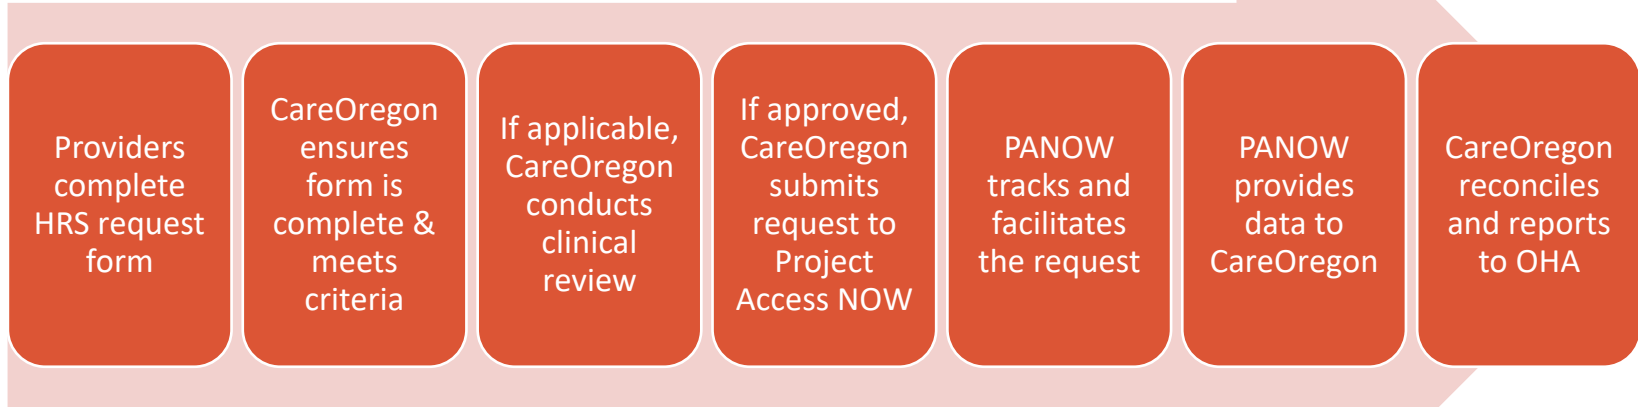 Providers
complete
HRS request
form
CareOregon
ensures
form is
complete &
meets
criteria
If applicable,
CareOregon
conducts
clinical
review
If approved,
CareOregon
submits
request to
Project
Access NOW
PANOW
tracks and
facilitates
the request
PANOW
provides
data to
CareOregon
CareOregon
reconciles
and reports
to OHA